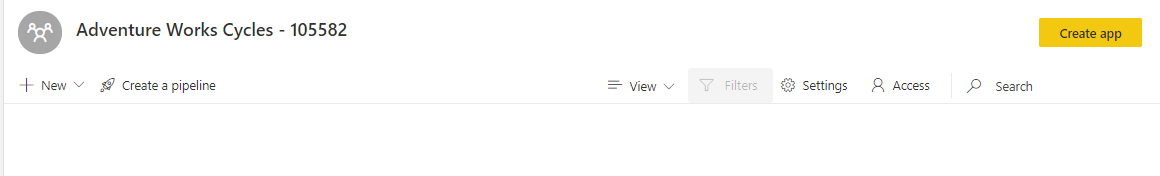 Adventure Works Cycles - 105582
Create app
New
Create a pipeline
View
Filters
Settings
Access
Search